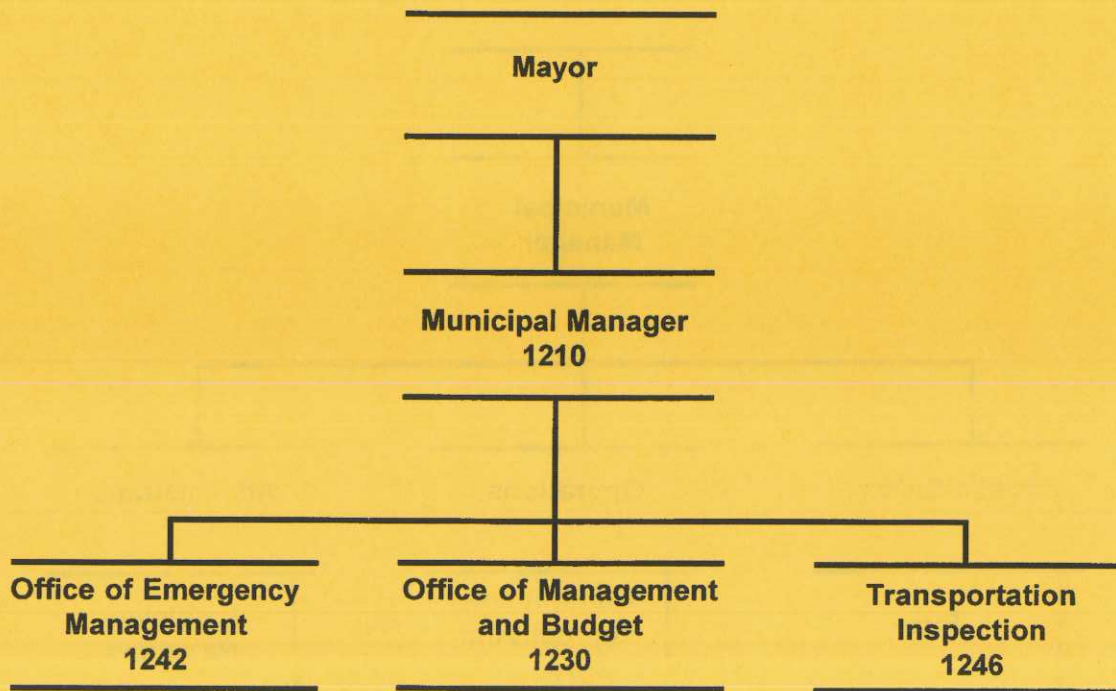 Mayor
Municipal Manager
1210
Office of Emergency
Management
1242
Office of Management
and Budget
1230
Transportation
Inspection
1246